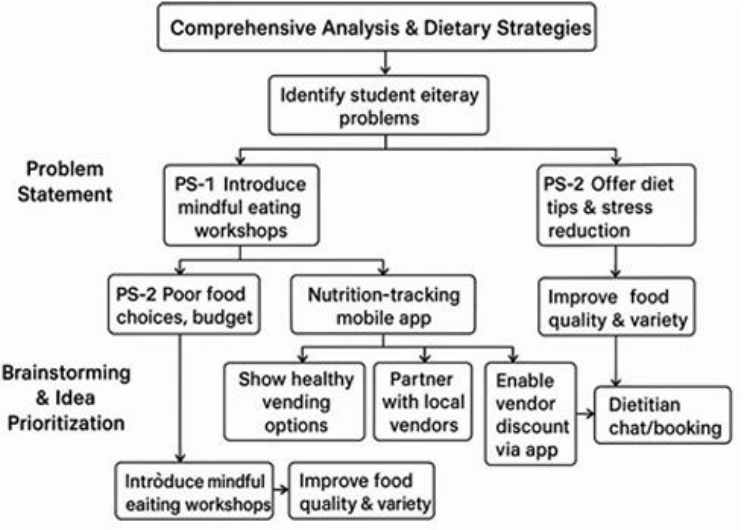 Comprehensive Analysis & Dietary Strategies
Identify student eiteray
problems
Problem
Statement
PS-1 Introduce
mindful eating
workshops
PS-2 Offer diet
tips & stress
reduction
PS-2 Poor food
choices, budget
Nutrition-tracking
mobile app
Improve food
quality & variety
Brainstorming
& Idea
Prioritization
Show healthy
vending
options
Partner
with local
vendors
Enable
vendor
discount
via app
Dietitian
chat/booking
Intròduce mindful
eaiting workshops
Improve food
quality & variety